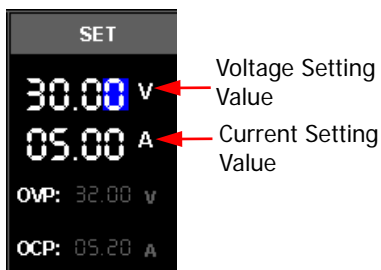 SET
30.00 V
05.00 A
OVP: 32.00 V
OCP: 05.20 A
Voltage Setting
Value
Current Setting
Value